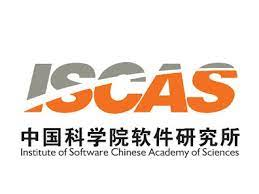 ISCAS
中国科学院软件研究所
Institute of Software Chinese Academy of Sciences